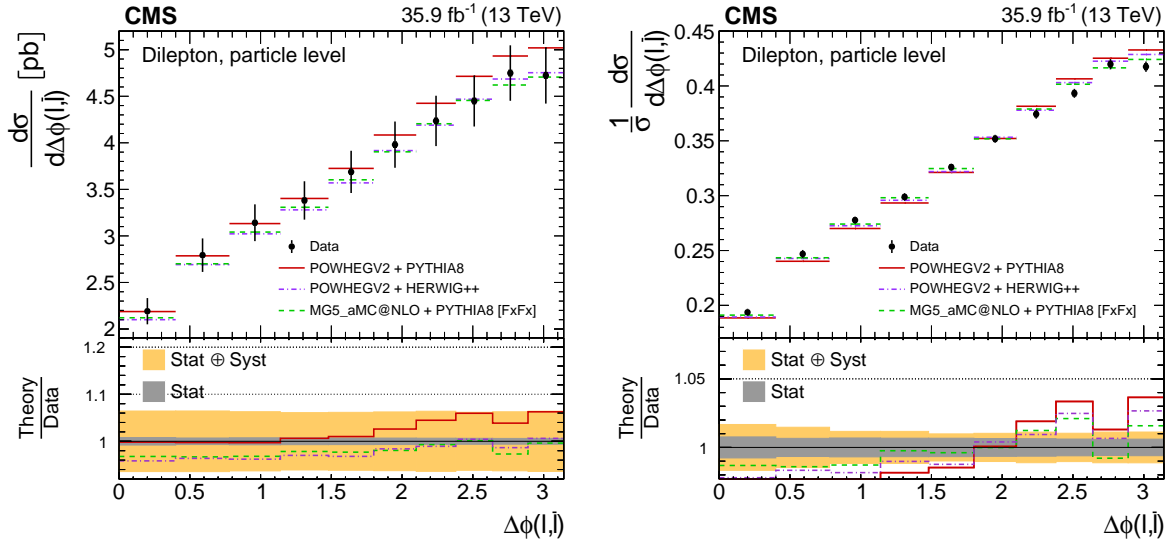 CMS 35.9 fb⁻¹ (13 TeV)
Dilepton, particle level
dσ/dΔϕ(l,l̄) [pb]
5
4.5
4
3.5
3
2.5
2
Data
POWHEGV2 + PYTHIA8
POWHEGV2 + HERWIG++
MG5_aMC@NLO + PYTHIA8 [FxFx]
Theory/Data
1.2
1.1
1
Stat ⊕ Syst
Stat
0 0.5 1 1.5 2 2.5 3
Δϕ(l,l̄)
CMS 35.9 fb⁻¹ (13 TeV)
Dilepton, particle level
1/σ dσ/dΔϕ(l,l̄)
0.45
0.4
0.35
0.3
0.25
0.2
Data
POWHEGV2 + PYTHIA8
POWHEGV2 + HERWIG++
MG5_aMC@NLO + PYTHIA8 [FxFx]
Theory/Data
1.05
1
Stat ⊕ Syst
Stat
0 0.5 1 1.5 2 2.5 3
Δϕ(l,l̄)